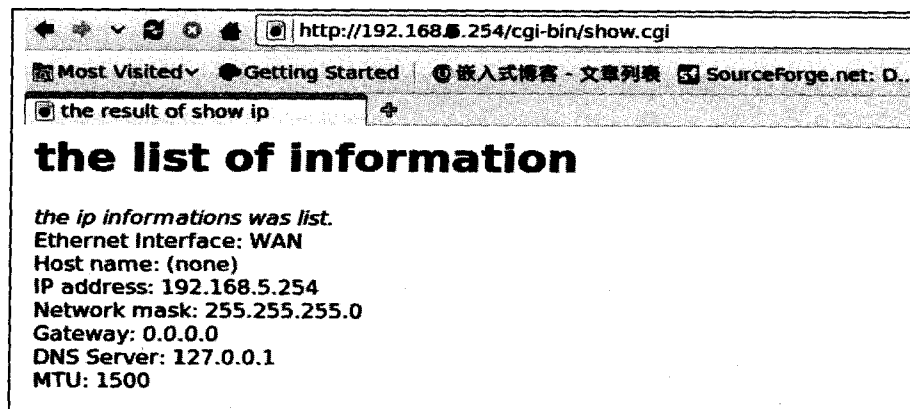 http://192.168.5.254/cgi-bin/show.cgi
Most Visited Getting Started 嵌入式博客 - 文章列表 SourceForge.net: D...
the result of show ip
the list of information
the ip informations was list.
Ethernet Interface: WAN
Host name: (none)
IP address: 192.168.5.254
Network mask: 255.255.255.0
Gateway: 0.0.0.0
DNS Server: 127.0.0.1
MTU: 1500